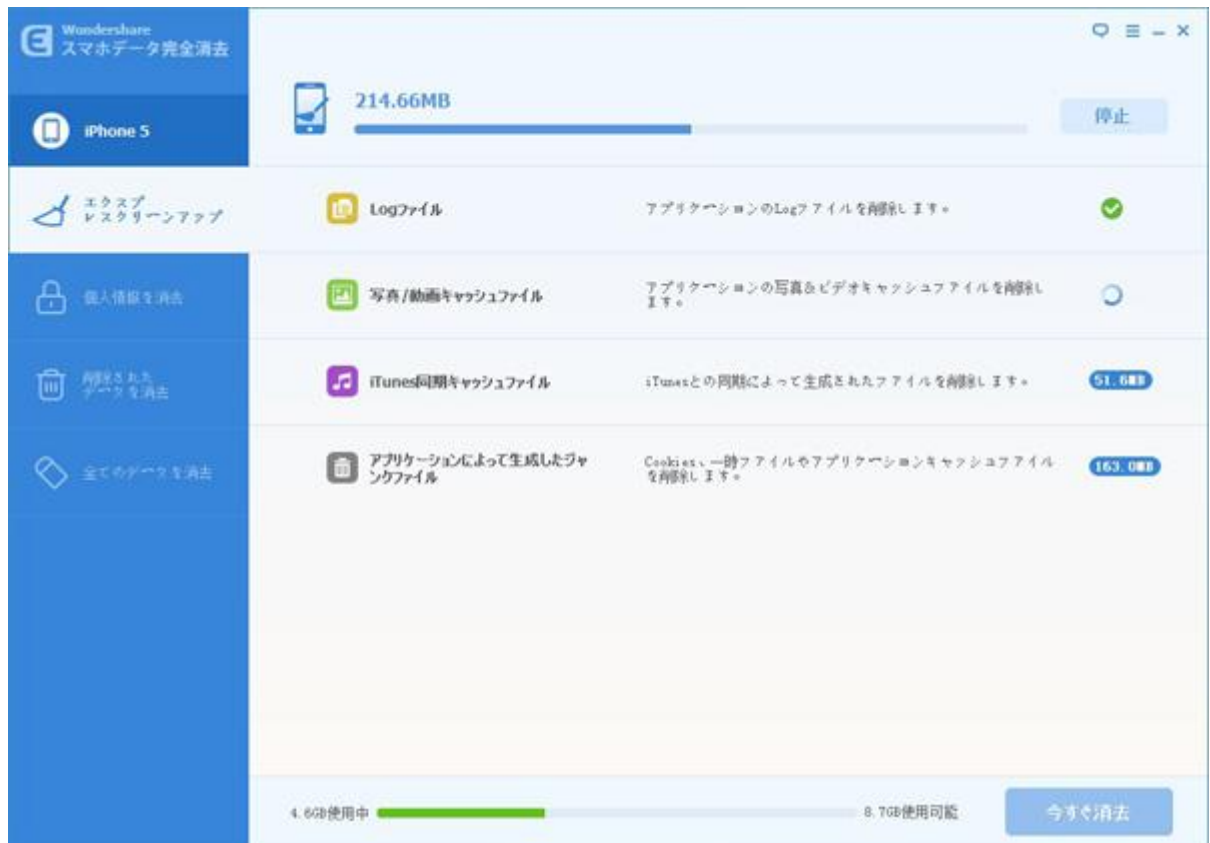 Wondershare
スマホデータ完全消去
iPhone 5
214.66MB
停止
エクスプ
レスクリーンアップ
Logファイル
アプリケーションのLogファイルを削除します。
個人情報を消去
写真/動画キャッシュファイル
アプリケーションの写真&ビデオキャッシュファイルを削除し
ます。
削除された
データを消去
iTunes同期キャッシュファイル
iTunesとの同期によって生成されたファイルを削除します。
51.6MB
全てのデータを消去
アプリケーションによって生成したジャ
ンクファイル
Cookies、一時ファイルやアプリケーションキャッシュファイル
を削除します。
163.0MB
4.6GB使用中
8.7GB使用可能
今すぐ消去